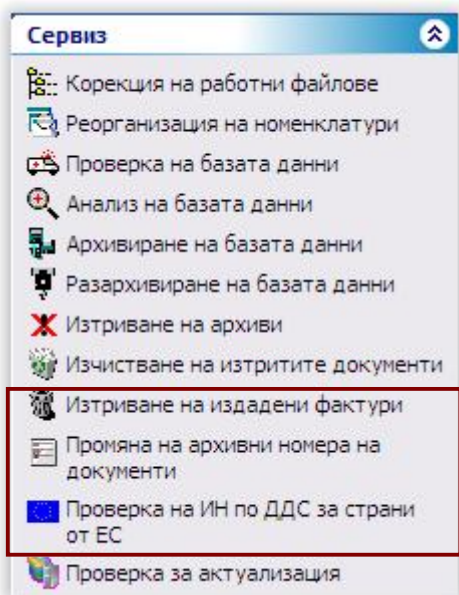 Сервиз
Корекция на работни файлове
Реорганизация на номенклатури
Проверка на базата данни
Анализ на базата данни
Архивиране на базата данни
Разархивиране на базата данни
Изтриване на архиви
Изчистване на изтритите документи
Изтриване на издадени фактури
Промяна на архивни номера на
документи
Проверка на ИН по ДДС за страни
от ЕС
Проверка за актуализация